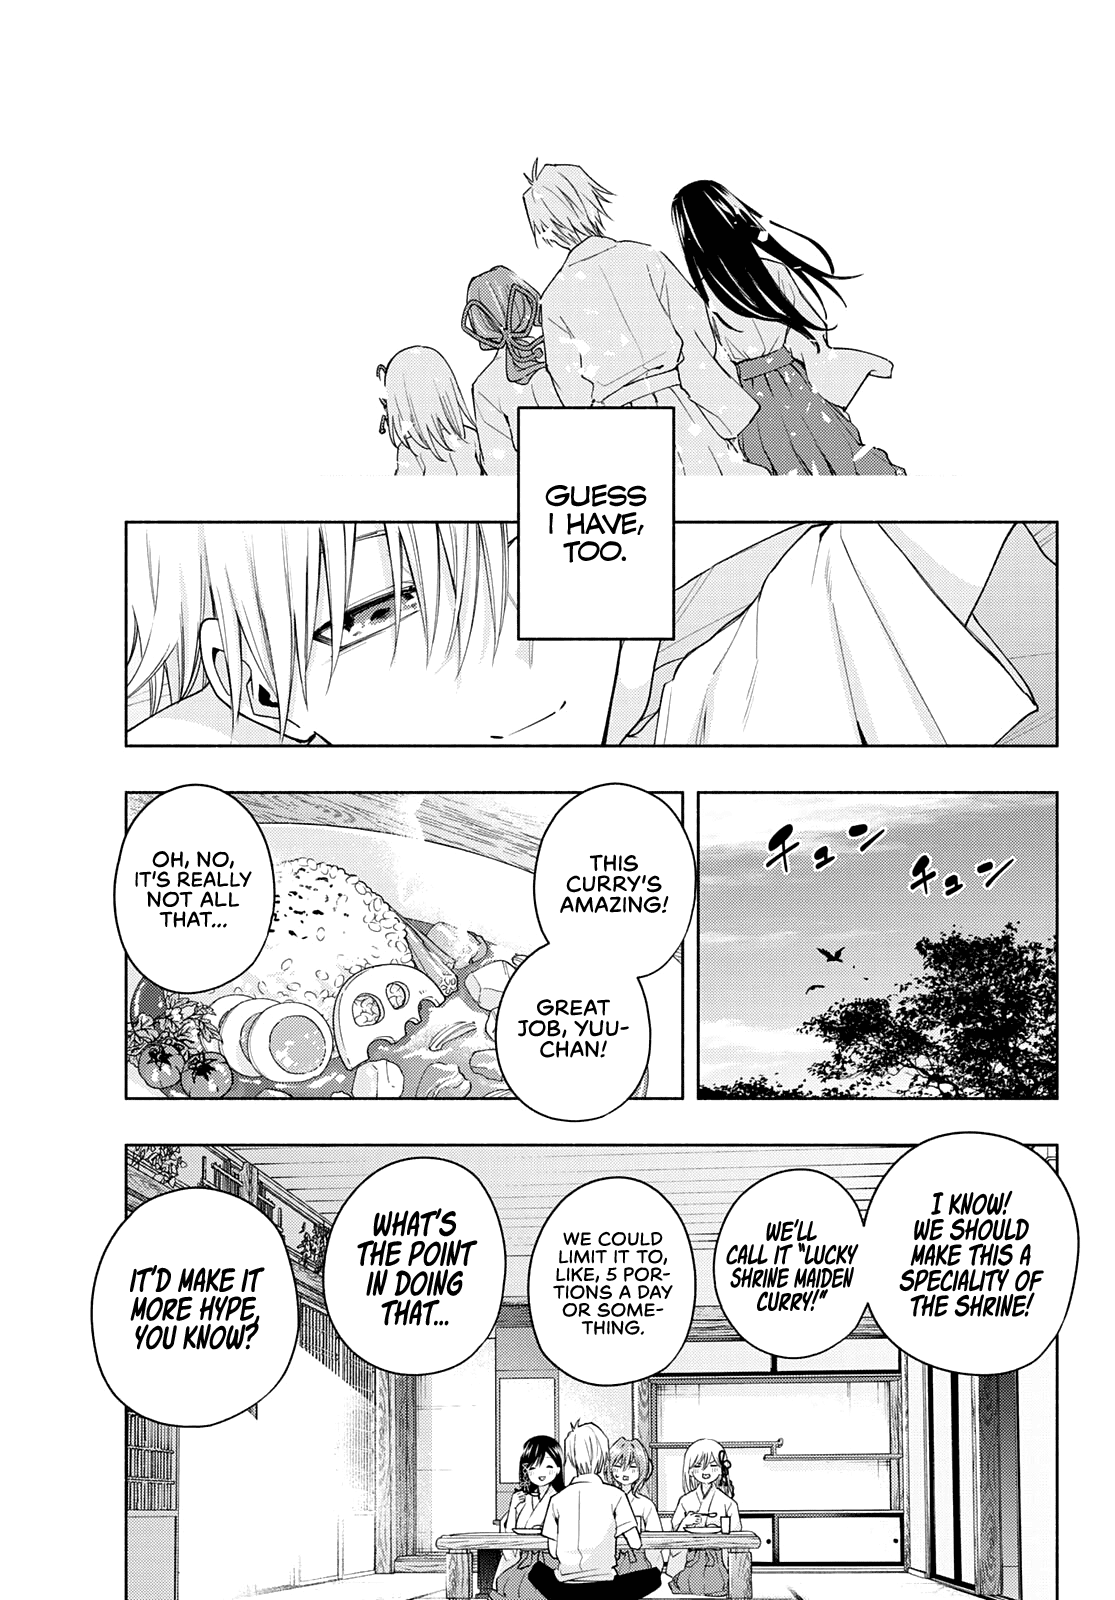 GUESS
I HAVE,
TOO.
チュン
チュン
THIS
CURRY'S
AMAZING!
GREAT
JOB, YUU-
CHAN!
OH, NO,
IT'S REALLY
NOT ALL
THAT...
I KNOW!
WE SHOULD
MAKE THIS A
SPECIALITY OF
THE SHRINE!
WE'LL
CALL IT "LUCKY
SHRINE MAIDEN
CURRY!"
WE COULD
LIMIT IT TO,
LIKE, 5 POR-
TIONS A DAY
OR SOME-
THING.
WHAT'S
THE POINT
IN DOING
THAT...
IT'D MAKE IT
MORE HYPE,
YOU KNOW?